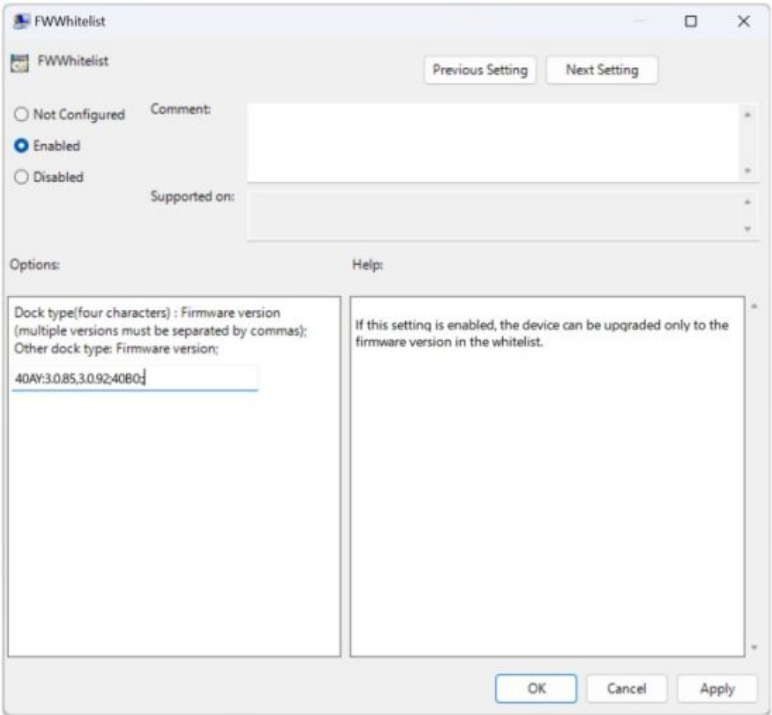 FWWhitelist
FWWhitelist
Previous Setting
Next Setting
Not Configured
Comment:
Enabled
Disabled
Supported on:
Options:
Help:
Dock type(four characters) : Firmware version
(multiple versions must be separated by commas);
Other dock type: Firmware version;
40AY:3.0.85,3.0.92;40B0:;
If this setting is enabled, the device can be upgraded only to the
firmware version in the whitelist.
OK
Cancel
Apply